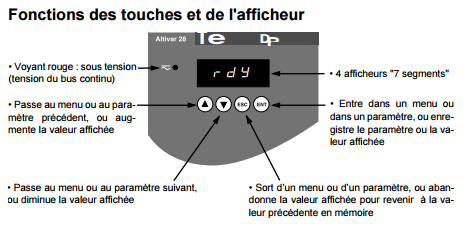 Fonctions des touches et de l'afficheur
Altivar 28
Te
• Voyant rouge : sous tension
(tension du bus continu)
rdY
• 4 afficheurs "7 segments"
• Passe au menu ou au para-
mètre précédent, ou aug-
mente la valeur affichée
ESC
ENT
• Entre dans un menu ou
dans un paramètre, ou enre-
gistre le paramètre ou la va-
leur affichée
• Passe au menu ou au paramètre suivant,
ou diminue la valeur affichée
• Sort d'un menu ou d'un paramètre, ou aban-
donne la valeur affichée pour revenir à la va-
leur précédente en mémoire